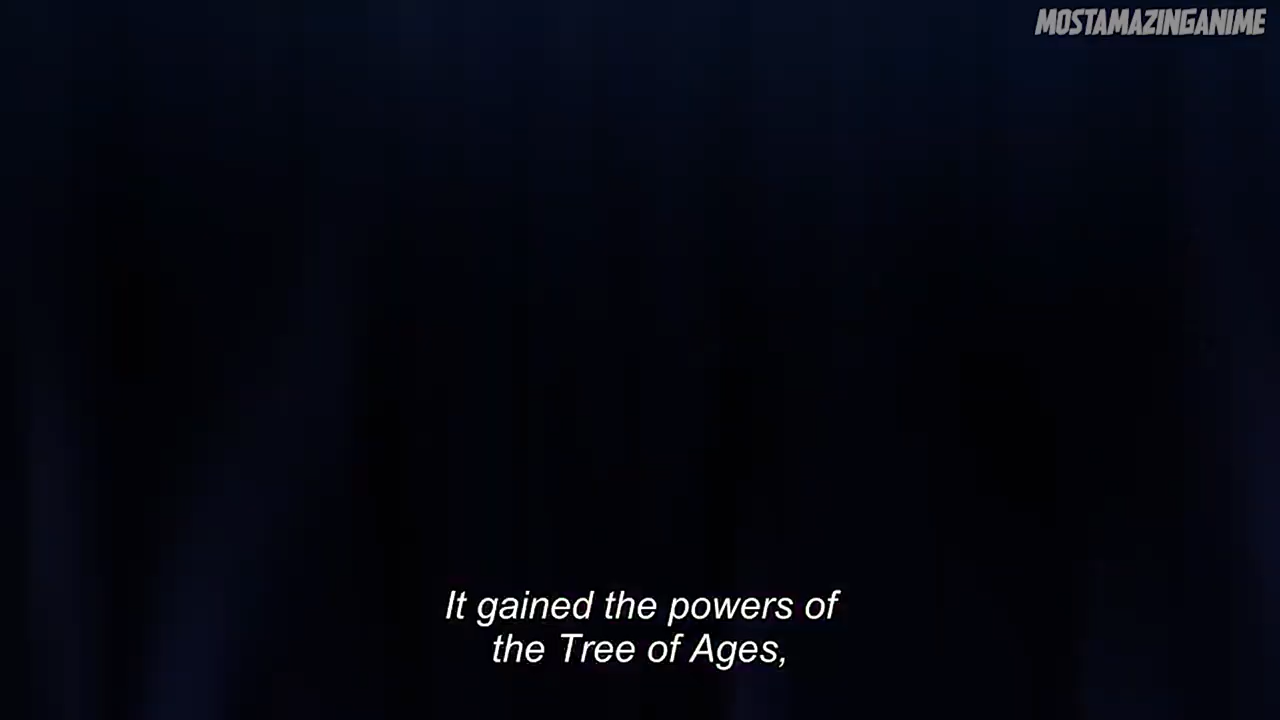 MOSTAMAZINGANIME
It gained the powers of
the Tree of Ages,